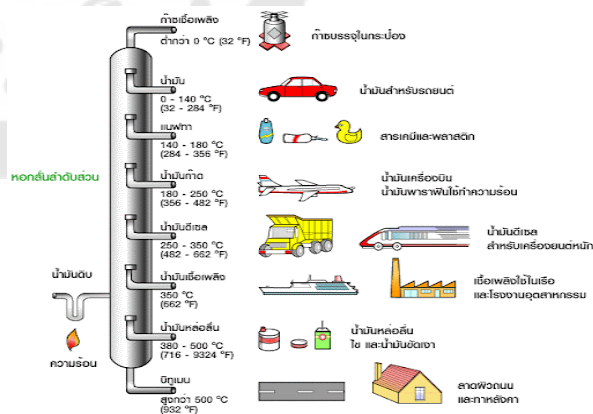 ก๊าซเชื้อเพลิง
ต่ำกว่า 0 °C (32 °F)
ก๊าซบรรจุในกระป๋อง
น้ำมัน
0 - 140 °C
(32 - 284 °F)
น้ำมันสำหรับรถยนต์
แนฟทา
140 - 180 °C
(284 - 356 °F)
สารเคมีและพลาสติก
หอกลั่นลำดับส่วน
น้ำมันก๊าด
180 - 250 °C
(356 - 482 °F)
น้ำมันเครื่องบิน
น้ำมันพาราฟินใช้ทำความร้อน
น้ำมันดีเซล
250 - 350 °C
(482 - 662 °F)
น้ำมันดีเซล
สำหรับเครื่องยนต์หนัก
น้ำมันดิบ
น้ำมันเชื้อเพลิง
350 °C
(662 °F)
เชื้อเพลิงใช้ในเรือ
และโรงงานอุตสาหกรรม
ความร้อน
น้ำมันหล่อลื่น
380 - 500 °C
(716 - 9324 °F)
น้ำมันหล่อลื่น
ไข และน้ำมันขัดเงา
บิทูเมน
สูงกว่า 500 °C
(932 °F)
ลาดผิวถนน
และทาหลังคา